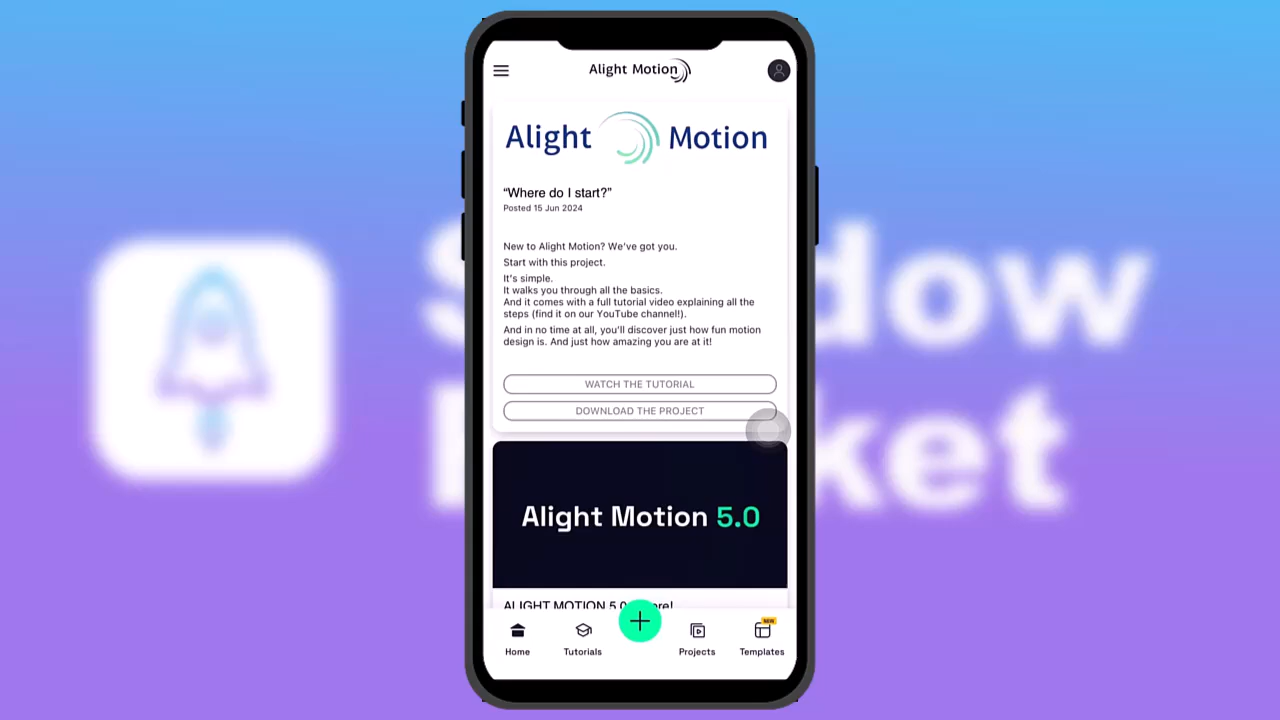 Alight Motion
Alight Motion
“Where do I start?”
Posted 15 Jun 2024
New to Alight Motion? We've got you.
Start with this project.
It's simple.
It walks you through all the basics.
And it comes with a full tutorial video explaining all the
steps (find it on our YouTube channel!).
And in no time at all, you'll discover just how fun motion
design is. And just how amazing you are at it!
WATCH THE TUTORIAL
DOWNLOAD THE PROJECT
Alight Motion 5.0
ALIGHT MOTION 5.0
NEW
Home
Tutorials
Projects
Templates